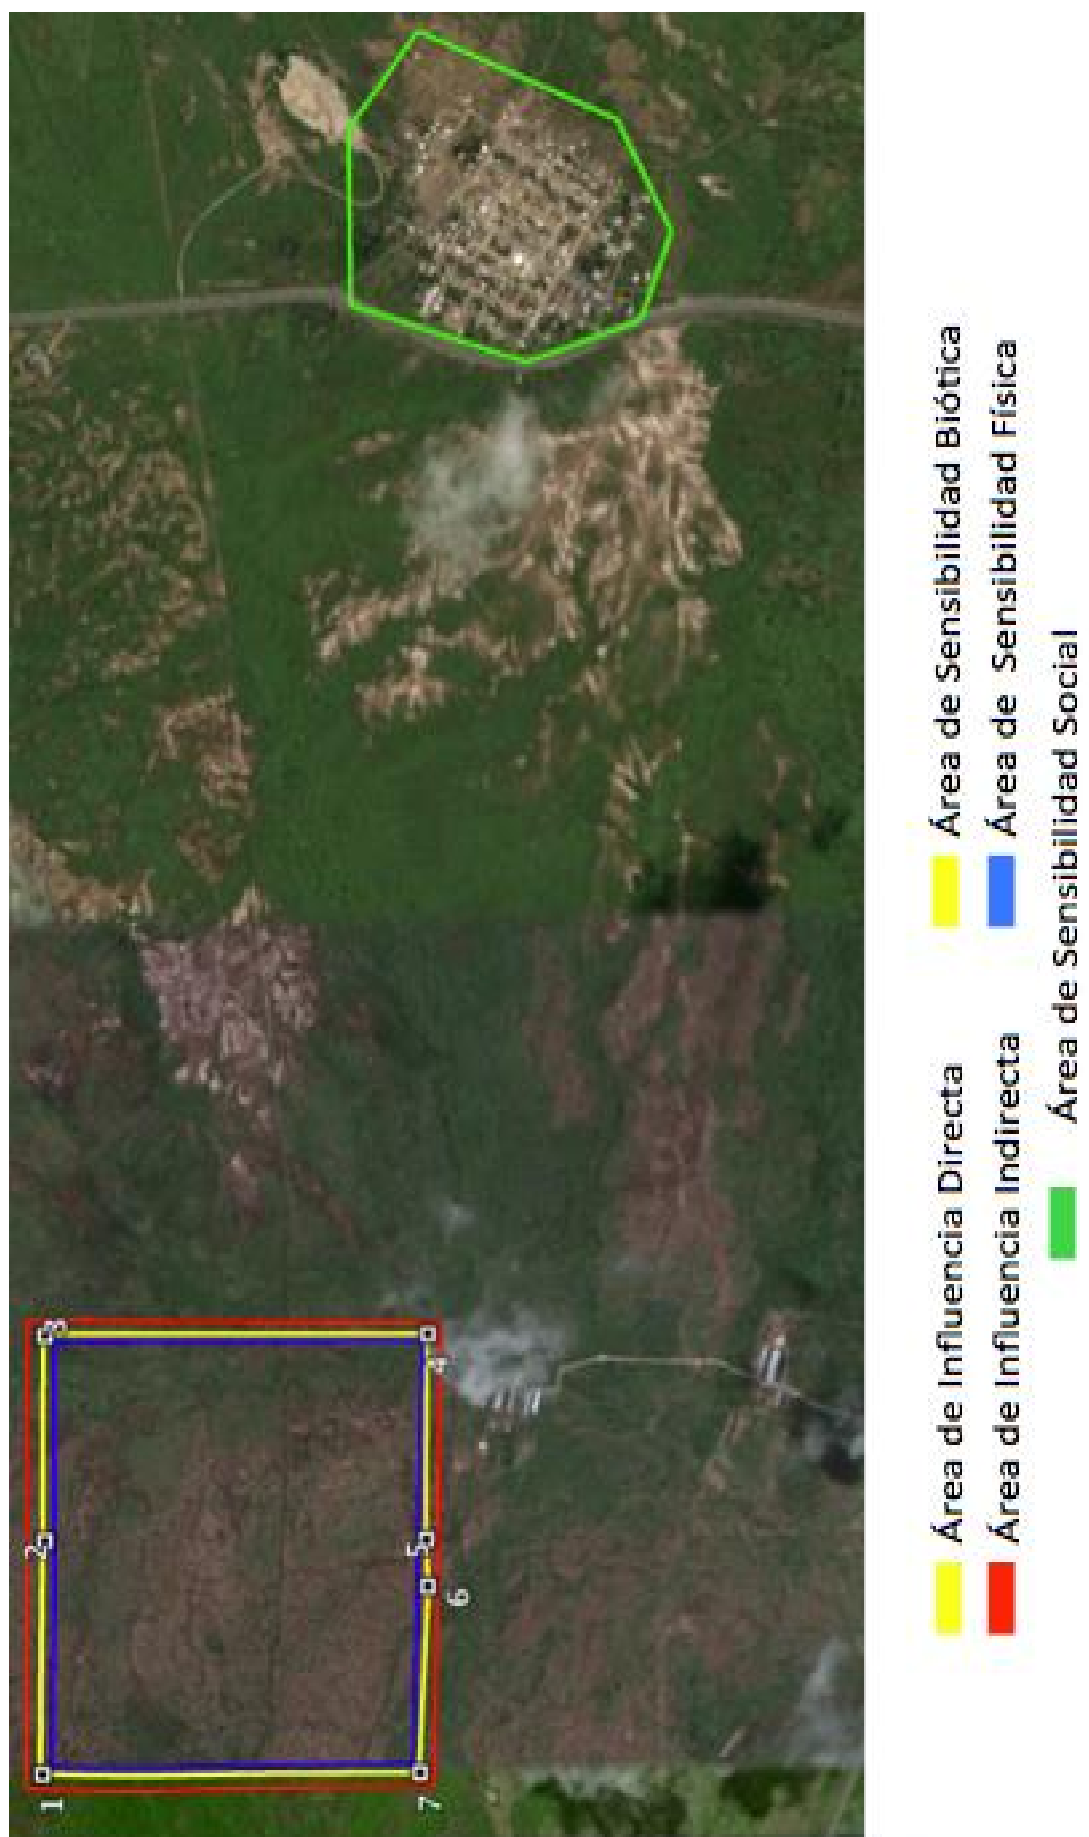 1
2
3
4
5
6
7
Área de Influencia Directa
Área de Sensibilidad Biótica
Área de Influencia Indirecta
Área de Sensibilidad Física
Área de Sensibilidad Social